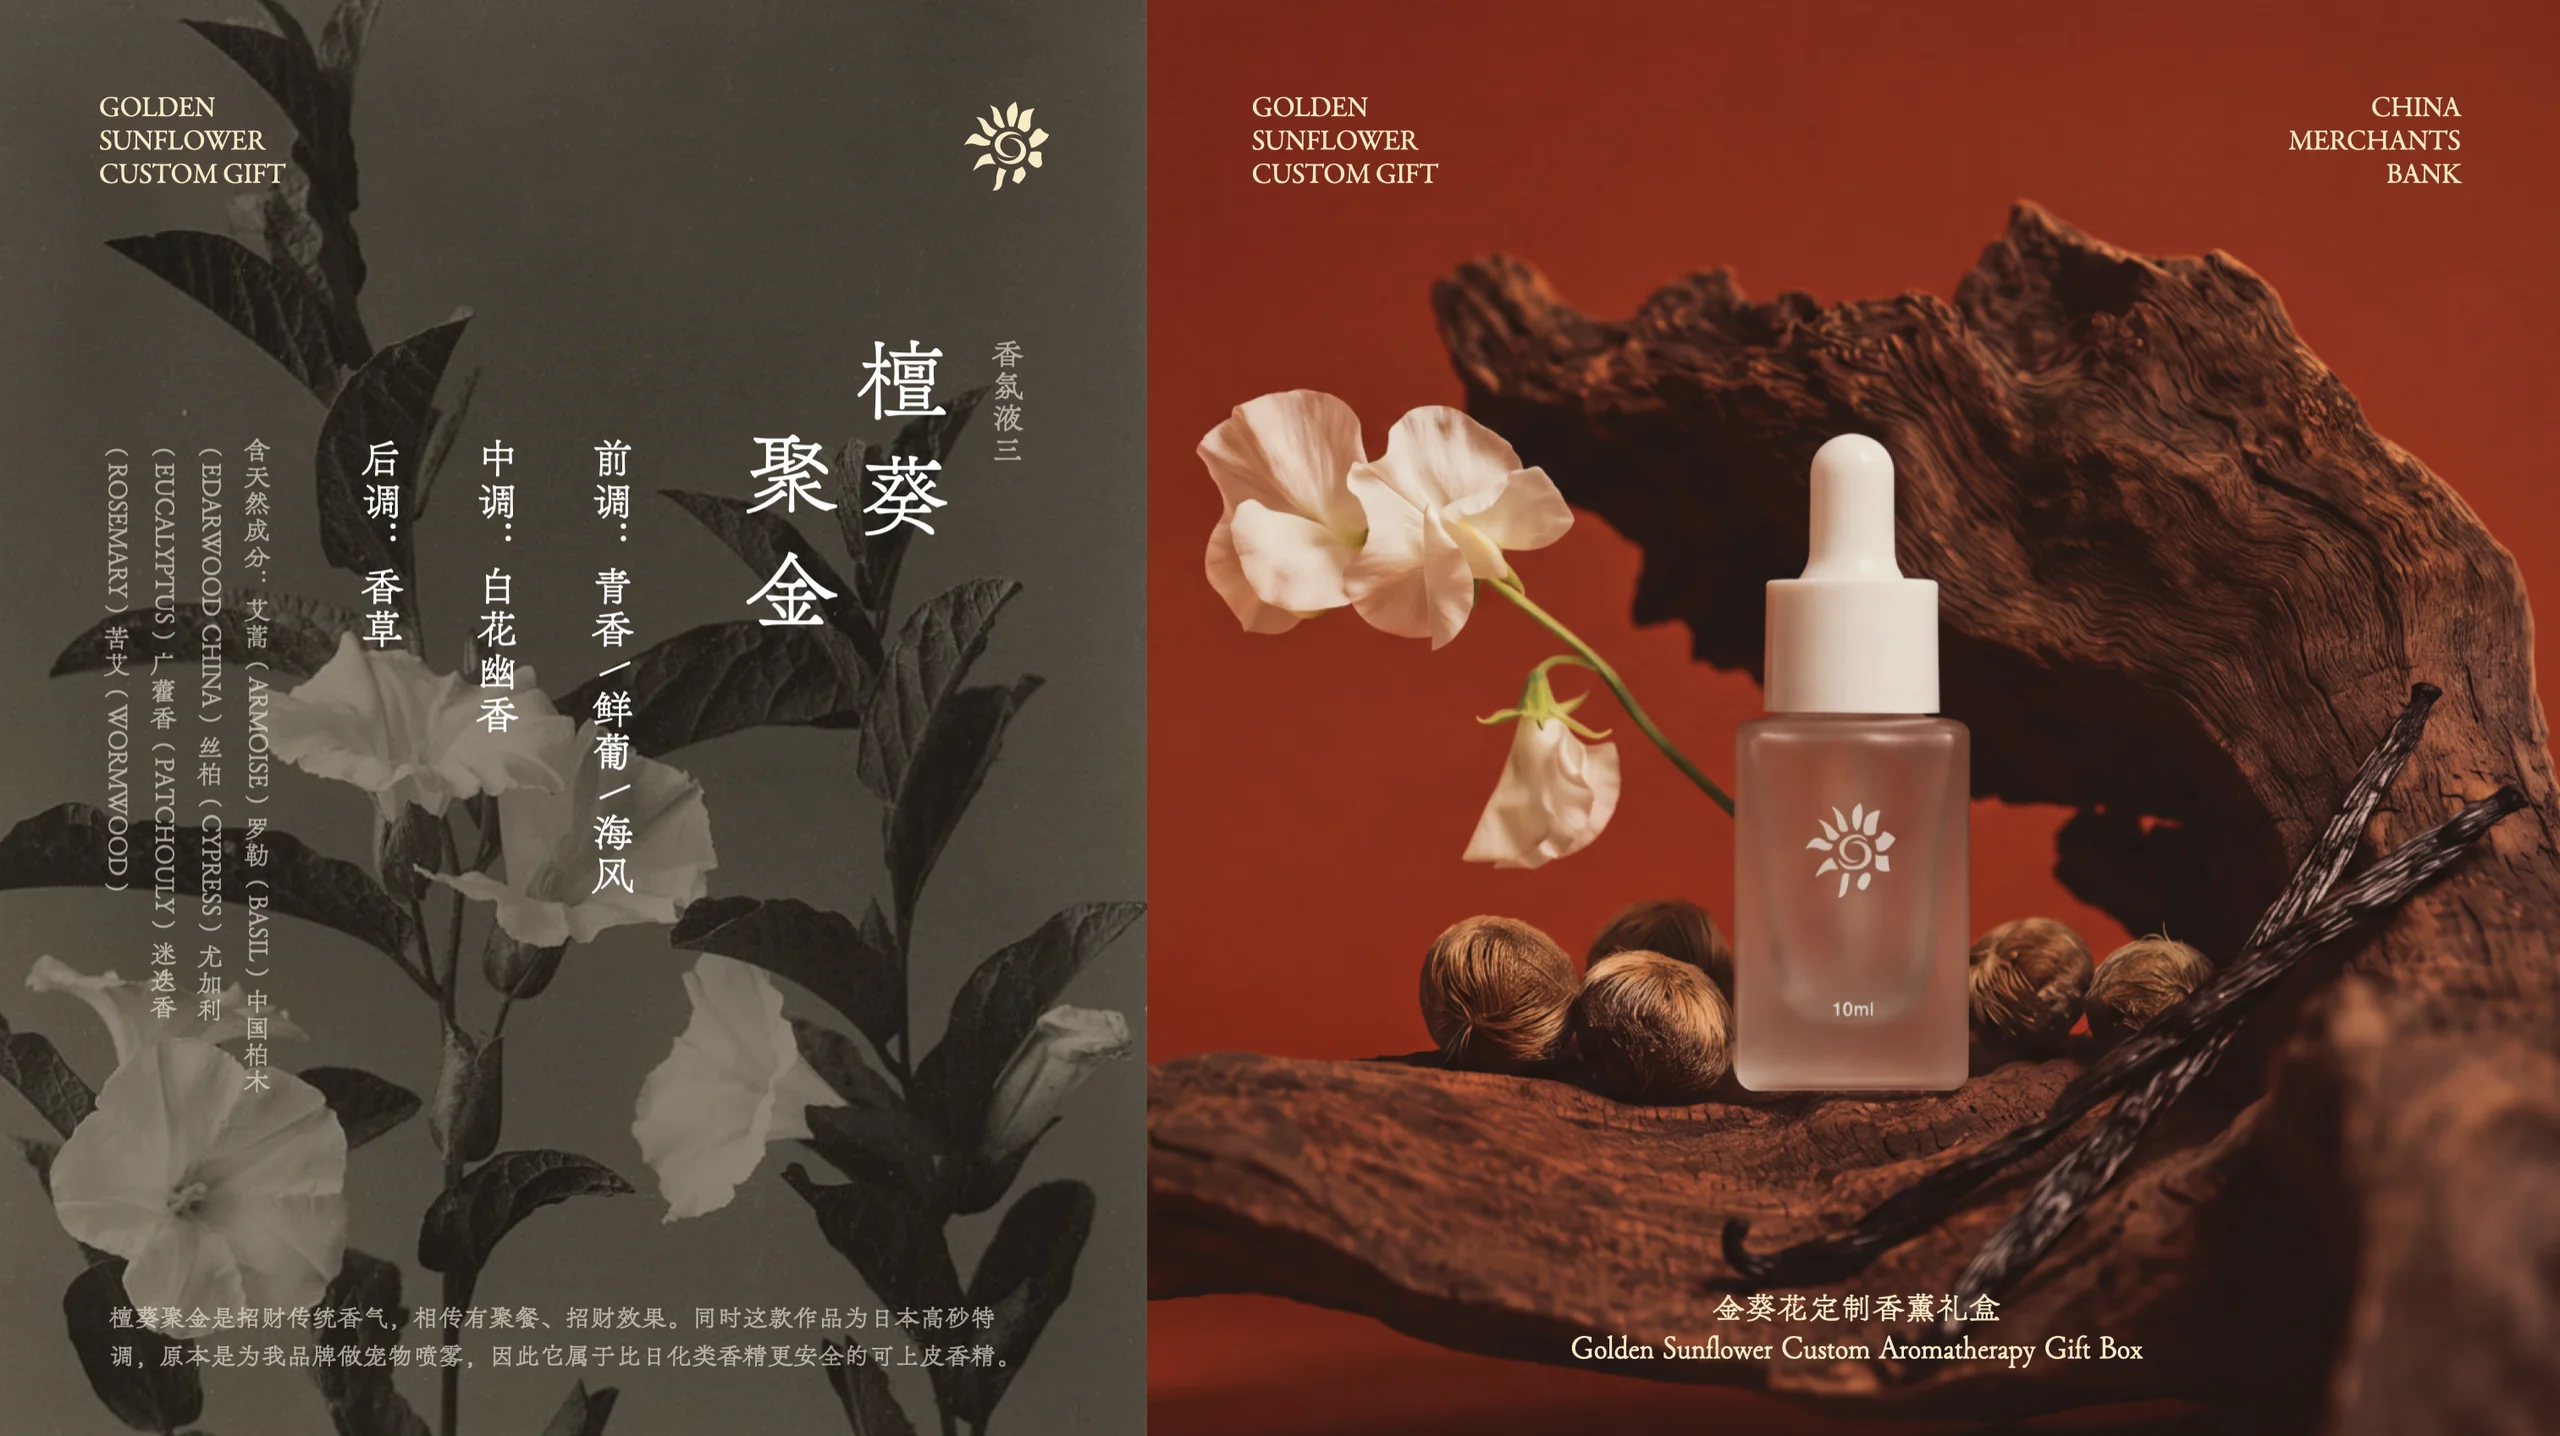 GOLDEN
SUNFLOWER
CUSTOM GIFT
香氛液三
檀葵
聚金
前调：青香/鲜葡/海风
中调：白花幽香
后调：香草
含天然成分：艾蒿（ARMOISE）罗勒（BASIL）中国柏木
（EDARWOOD CHINA）丝柏（CYPRESS）尤加利
（EUCALYPTUS）广藿香（PATCHOULY）迷迭香
（ROSEMARY）苦艾（WORMWOOD）
檀葵聚金是招财传统香气，相传有聚餐、招财效果。同时这款作品为日本高砂特
调，原本是为我品牌做宠物喷雾，因此它属于比日化类香精更安全的可上皮香精。
GOLDEN
SUNFLOWER
CUSTOM GIFT
CHINA
MERCHANTS
BANK
10ml
金葵花定制香薰礼盒
Golden Sunflower Custom Aromatherapy Gift Box